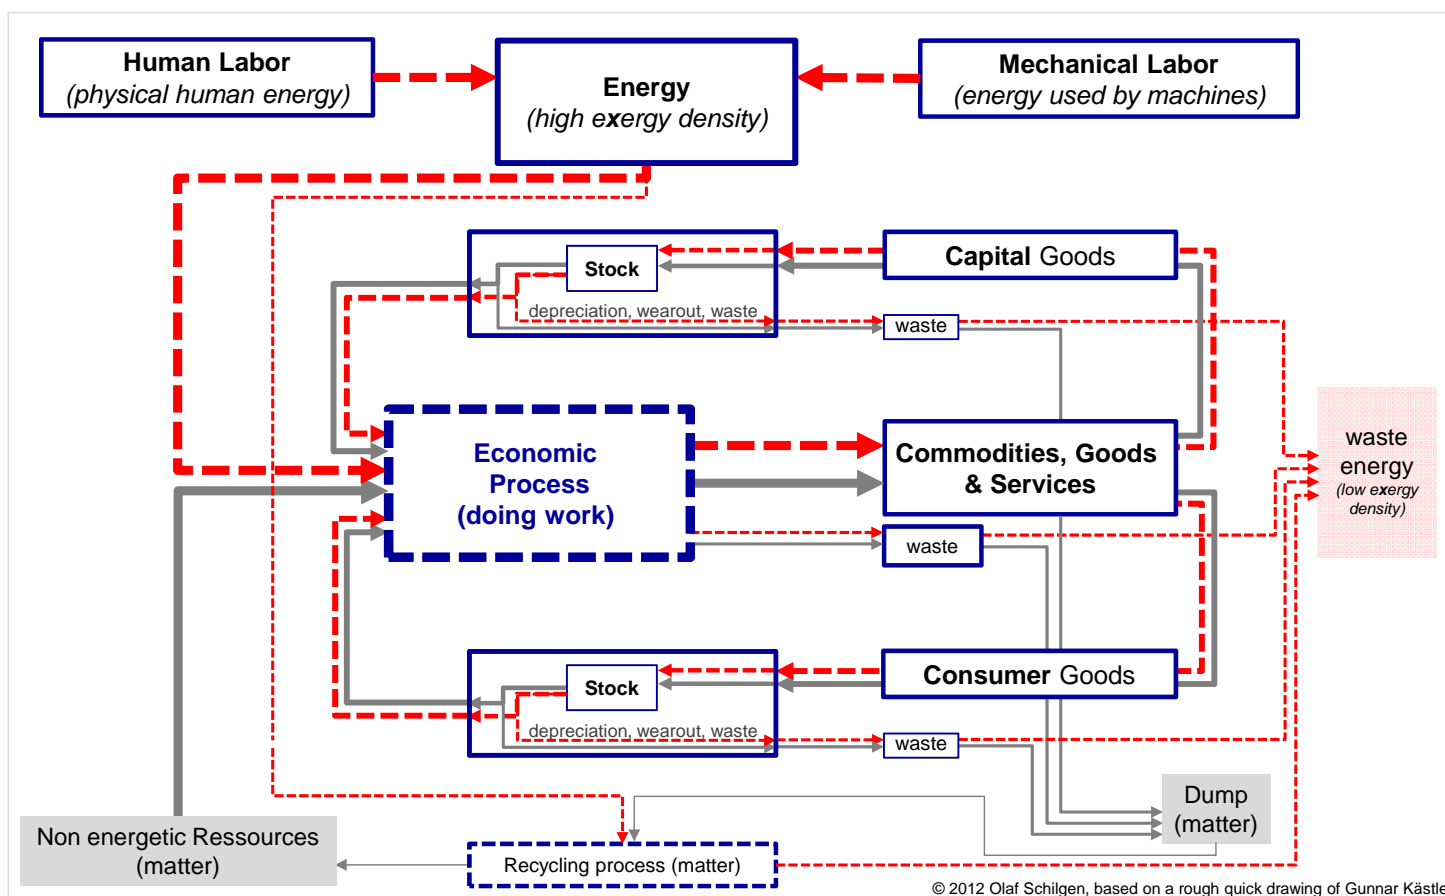 Human Labor
(physical human energy)
Energy
(high exergy density)
Mechanical Labor
(energy used by machines)
Stock
depreciation, wearout, waste
Capital Goods
waste
Economic
Process
(doing work)
Commodities, Goods
& Services
waste
waste
energy
(low exergy
density)
Stock
depreciation, wearout, waste
Consumer Goods
waste
Non energetic Ressources
(matter)
Recycling process (matter)
Dump
(matter)
© 2012 Olaf Schilgen, based on a rough quick drawing of Gunnar Kästle